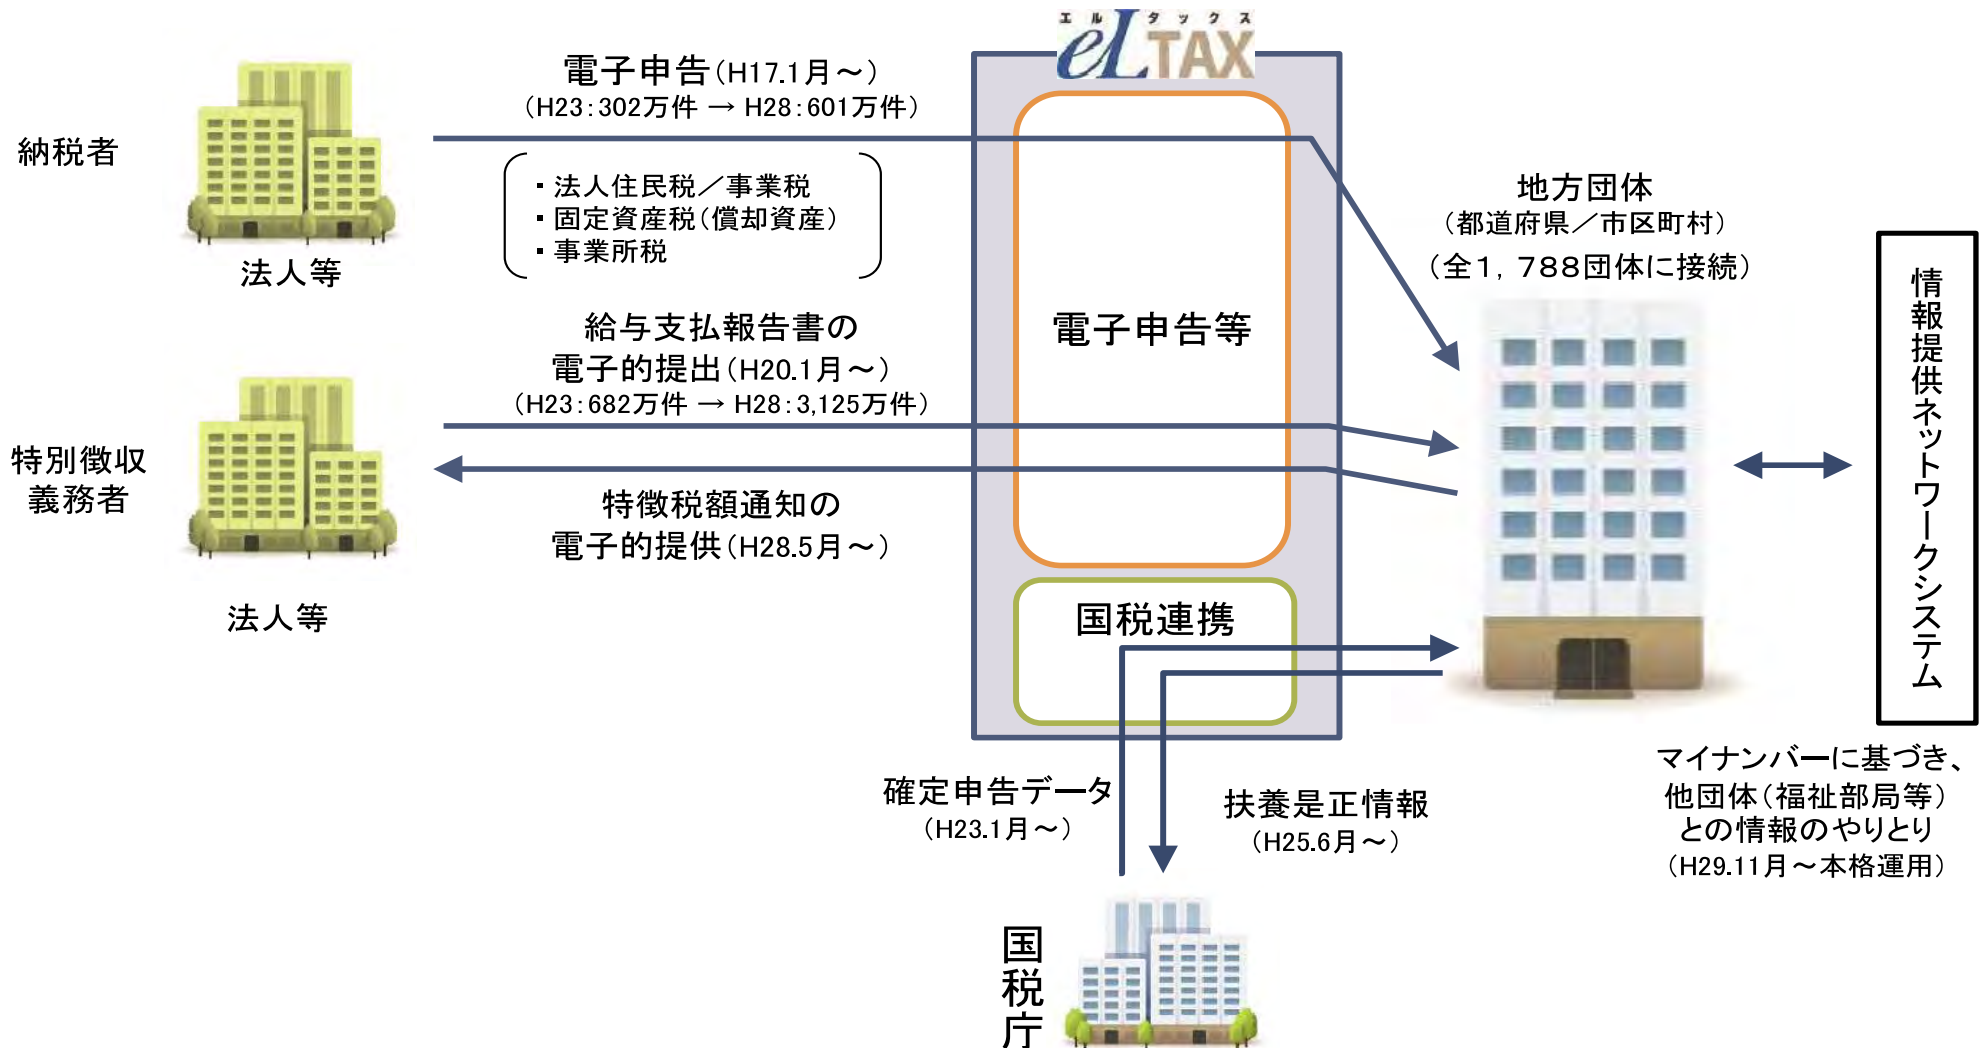 エルタックス
eLTAX
電子申告(H17.1月～)
(H23:302万件 → H28:601万件)
納税者
・法人住民税／事業税
・固定資産税(償却資産)
・事業所税
法人等
地方団体
(都道府県／市区町村)
(全1，788団体に接続)
給与支払報告書の
電子的提出(H20.1月～)
(H23:682万件 → H28:3,125万件)
電子申告等
特別徴収
義務者
特徴税額通知の
電子的提供(H28.5月～)
法人等
国税連携
情報提供ネットワークシステム
マイナンバーに基づき、
他団体(福祉部局等)
との情報のやりとり
(H29.11月～本格運用)
確定申告データ
(H23.1月～)
扶養是正情報
(H25.6月～)
国税庁